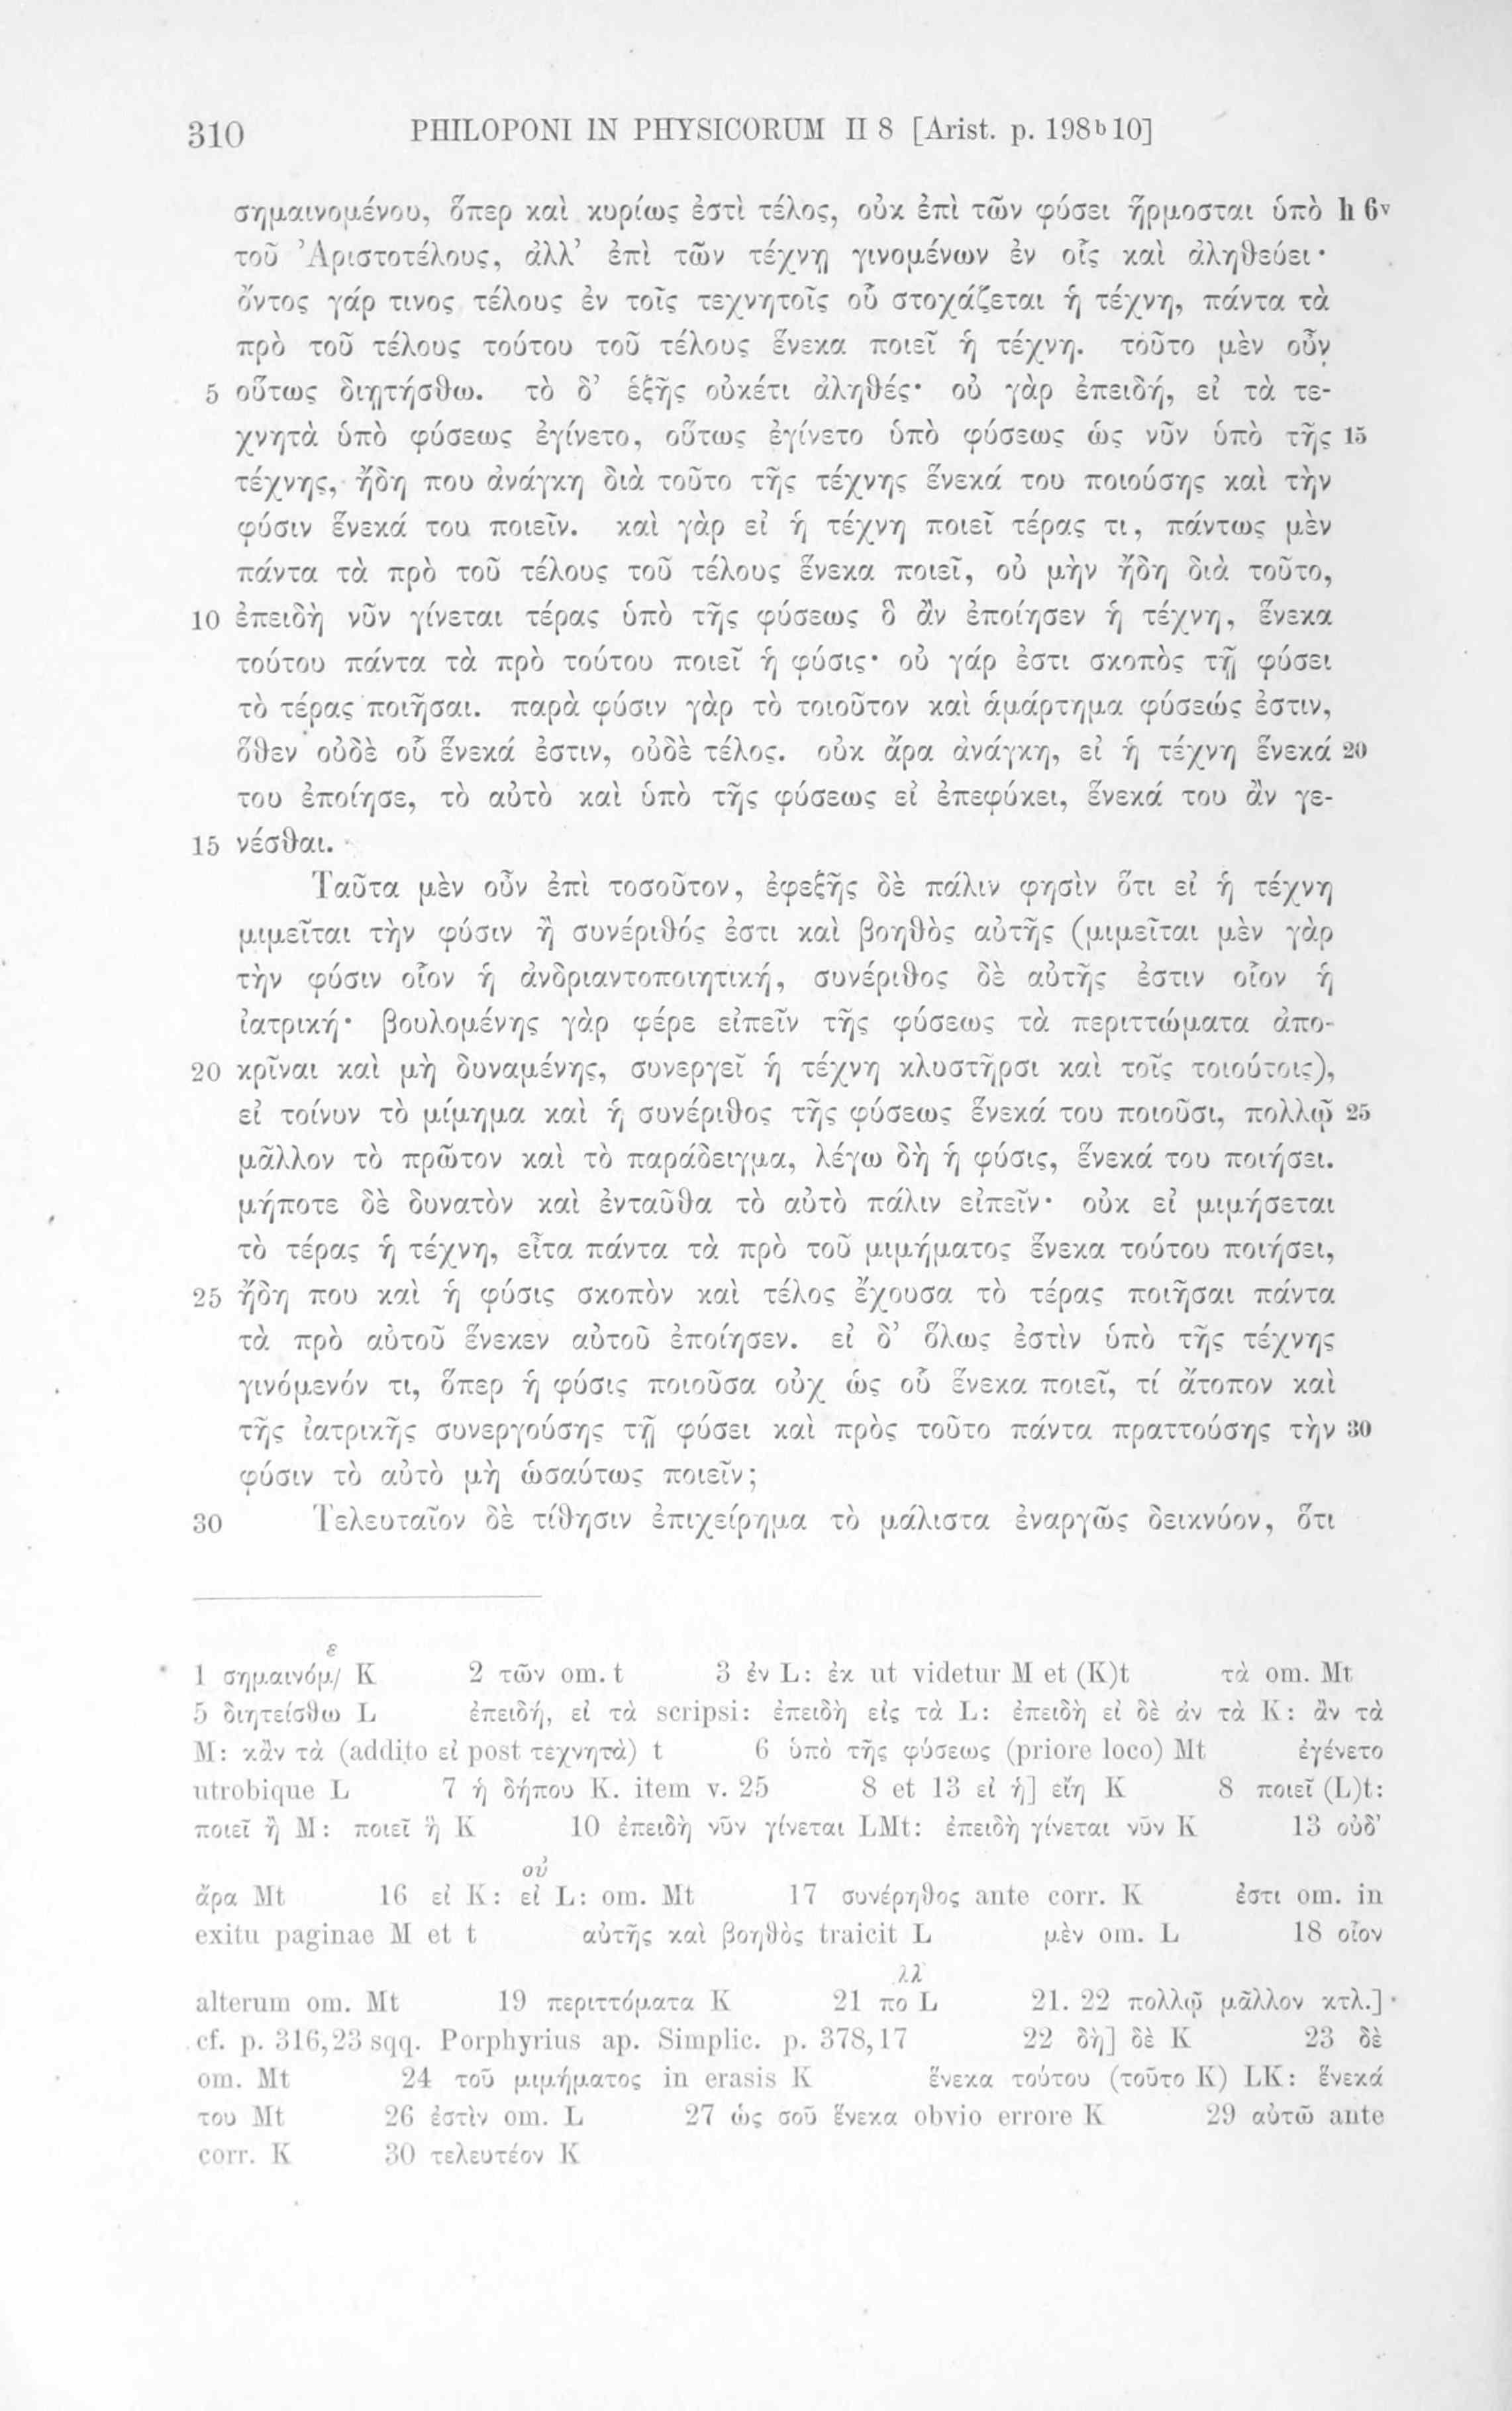 310 PHILOPONI IN PHYSICORUM II 8 [Arist. p. 198b10]
σημαινομένου, ὅπερ καὶ κυρίως ἐστὶ τέλος, οὐκ ἐπὶ τῶν φύσει ἥρμοσται ὑπὸ h 6v
τοῦ Ἀριστοτέλους, ἀλλ’ ἐπὶ τῶν τέχνῃ γινομένων ἐν οἷς καὶ ἀληθεύει·
ὄντος γάρ τινος τέλους ἐν τοῖς τεχνητοῖς οὗ στοχάζεται ἡ τέχνη, πάντα τὰ
πρὸ τοῦ τέλους τούτου τοῦ τέλους ἕνεκα ποιεῖ ἡ τέχνη. τοῦτο μὲν οὖν
5 οὕτως διῃτήσθω. τὸ δ’ ἑξῆς οὐκέτι ἀληθές· οὐ γὰρ ἐπειδή, εἰ τὰ τε-
χνητὰ ὑπὸ φύσεως ἐγίνετο, οὕτως ἐγίνετο ὑπὸ φύσεως ὡς νῦν ὑπὸ τῆς 15
τέχνης, ἤδη που ἀνάγκη διὰ τοῦτο τῆς τέχνης ἕνεκά του ποιούσης καὶ τὴν
φύσιν ἕνεκά του ποιεῖν. καὶ γὰρ εἰ ἡ τέχνη ποιεῖ τέρας τι, πάντως μὲν
πάντα τὰ πρὸ τοῦ τέλους τοῦ τέλους ἕνεκα ποιεῖ, οὐ μὴν ἤδη διὰ τοῦτο,
10 ἐπειδὴ νῦν γίνεται τέρας ὑπὸ τῆς φύσεως ὃ ἂν ἐποίησεν ἡ τέχνη, ἕνεκα
τούτου πάντα τὰ πρὸ τούτου ποιεῖ ἡ φύσις· οὐ γάρ ἐστι σκοπὸς τῇ φύσει
τὸ τέρας ποιῆσαι. παρὰ φύσιν γὰρ τὸ τοιοῦτον καὶ ἁμάρτημα φύσεώς ἐστιν,
ὅθεν οὐδὲ οὗ ἕνεκά ἐστιν, οὐδὲ τέλος. οὐκ ἄρα ἀνάγκη, εἰ ἡ τέχνη ἕνεκά 20
του ἐποίησε, τὸ αὐτὸ καὶ ὑπὸ τῆς φύσεως εἰ ἐπεφύκει, ἕνεκά του ἂν γε-
15 νέσθαι.
Ταῦτα μὲν οὖν ἐπὶ τοσοῦτον, ἐφεξῆς δὲ πάλιν φησὶν ὅτι εἰ ἡ τέχνη
μιμεῖται τὴν φύσιν ἢ συνέριθός ἐστι καὶ βοηθὸς αὐτῆς (μιμεῖται μὲν γὰρ
τὴν φύσιν οἷον ἡ ἀνδριαντοποιητική, συνέριθος δὲ αὐτῆς ἐστιν οἷον ἡ
ἰατρική· βουλομένης γὰρ φέρε εἰπεῖν τῆς φύσεως τὰ περιττώματα ἀπο-
20 κρῖναι καὶ μὴ δυναμένης, συνεργεῖ ἡ τέχνη κλυστῆρσι καὶ τοῖς τοιούτοις),
εἰ τοίνυν τὸ μίμημα καὶ ἡ συνέριθος τῆς φύσεως ἕνεκά του ποιοῦσι, πολλῷ 25
μᾶλλον τὸ πρῶτον καὶ τὸ παράδειγμα, λέγω δὴ ἡ φύσις, ἕνεκά του ποιήσει.
μήποτε δὲ δυνατὸν καὶ ἐνταῦθα τὸ αὐτὸ πάλιν εἰπεῖν· οὐκ εἰ μιμήσεται
τὸ τέρας ἡ τέχνη, εἶτα πάντα τὰ πρὸ τοῦ μιμήματος ἕνεκα τούτου ποιήσει,
25 ἤδη που καὶ ἡ φύσις σκοπὸν καὶ τέλος ἔχουσα τὸ τέρας ποιῆσαι πάντα
τὰ πρὸ αὐτοῦ ἕνεκεν αὐτοῦ ἐποίησεν. εἰ δ’ ὅλως ἐστὶν ὑπὸ τῆς τέχνης
γινόμενόν τι, ὅπερ ἡ φύσις ποιοῦσα οὐχ ὡς οὗ ἕνεκα ποιεῖ, τί ἄτοπον καὶ
τῆς ἰατρικῆς συνεργούσης τῇ φύσει καὶ πρὸς τοῦτο πάντα πραττούσης τὴν 30
φύσιν τὸ αὐτὸ μὴ ὡσαύτως ποιεῖν;
30 Τελευταῖον δὲ τίθησιν ἐπιχείρημα τὸ μάλιστα ἐναργῶς δεικνύον, ὅτι
ε
1 σημαινόμ/ K 2 τῶν om. t 3 ἐν L: ἐκ ut videtur M et (K)t τὰ om. Mt
5 διητείσθω L ἐπειδή, εἰ τὰ scripsi: ἐπειδὴ εἰς τὰ L: ἐπειδὴ εἰ δὲ ἀν τὰ K: ἂν τὰ
M: κἂν τὰ (addito εἰ post τεχνητὰ) t 6 ὑπὸ τῆς φύσεως (priore loco) Mt ἐγένετο
utrobique L 7 ἡ δήπου K. item v. 25 8 et 13 εἰ ἡ] εἴη K 8 ποιεῖ (L)t:
ποιεῖ ἢ M: ποιεῖ ἢ K 10 ἐπειδὴ νῦν γίνεται LMt: ἐπειδὴ γίνεται νῦν K 13 οὐδ’
οὐ
ἄρα Mt 16 εἰ K: εἰ L: om. Mt 17 συνέρηθος ante corr. K ἐστι om. in
exitu paginae M et t αὐτῆς καὶ βοηθὸς traicit L μὲν om. L 18 οἷον
λλ
alterum om. Mt 19 περιττόματα K 21 πο L 21. 22 πολλῷ μᾶλλον κτλ.]
cf. p. 316,23 sqq. Porphyrius ap. Simplic. p. 378,17 22 δὴ] δὲ K 23 δὲ
om. Mt 24 τοῦ μιμήματος in erasis K ἕνεκα τούτου (τοῦτο K) LK: ἕνεκά
του Mt 26 ἐστὶν om. L 27 ὡς σοῦ ἕνεκα obvio errore K 29 αὐτῶ ante
corr. K 30 τελευτέον K